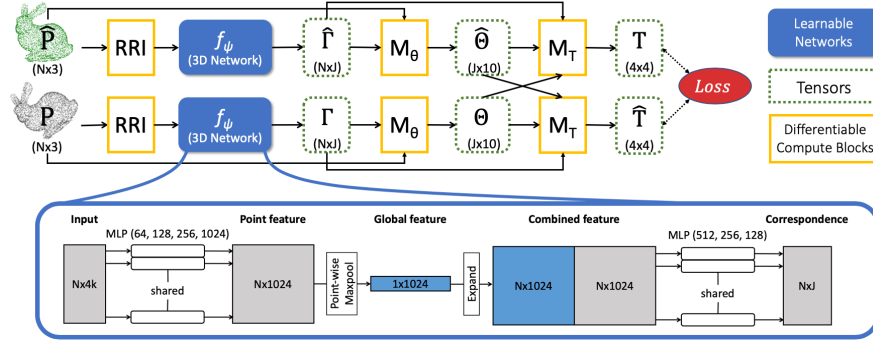 P̂
(Nx3)
RRI
f_ψ
(3D Network)
Γ̂
(NxJ)
M_θ
Θ̂
(Jx10)
M_T
T
(4x4)
P
(Nx3)
RRI
f_ψ
(3D Network)
Γ
(NxJ)
M_θ
Θ
(Jx10)
M_T
T̂
(4x4)
Loss
Learnable
Networks
Tensors
Differentiable
Compute Blocks
Input
Point feature
Global feature
Combined feature
Correspondence
MLP (64, 128, 256, 1024)
MLP (512, 256, 128)
Nx4k
shared
Nx1024
Point-wise
Maxpool
1x1024
Expand
Nx1024
Nx1024
shared
NxJ